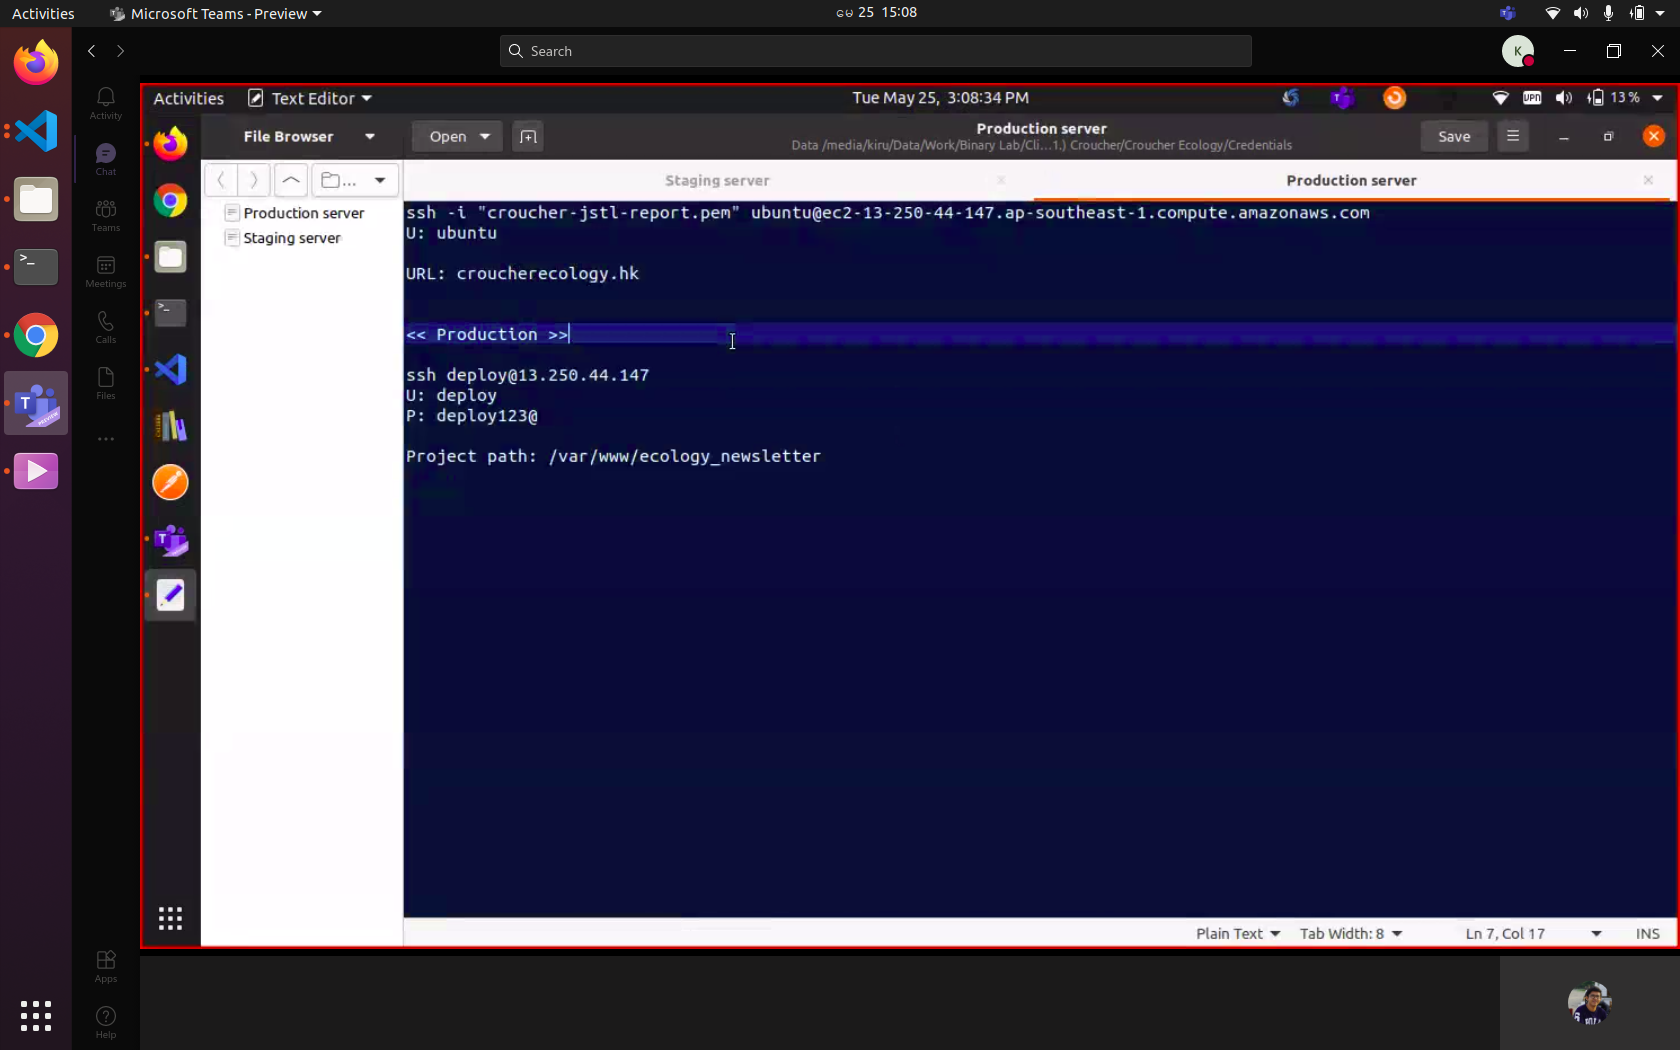 Activities Microsoft Teams - Preview 25 15:08
Search
K
Activity
Chat
Teams
Meetings
Calls
Files
Apps
Help
Activities Text Editor Tue May 25, 3:08:34 PM VPN 13 %
File Browser Open Production server Save
Data /media/kiru/Data/Work/Binary Lab/Cli...1.) Croucher/Croucher Ecology/Credentials
Staging server Production server
Production server
Staging server
ssh -i "croucher-jstl-report.pem" ubuntu@ec2-13-250-44-147.ap-southeast-1.compute.amazonaws.com
U: ubuntu
URL: croucherecology.hk
<< Production >>
ssh deploy@13.250.44.147
U: deploy
P: deploy123@
Project path: /var/www/ecology_newsletter
Plain Text Tab Width: 8 Ln 7, Col 17 INS